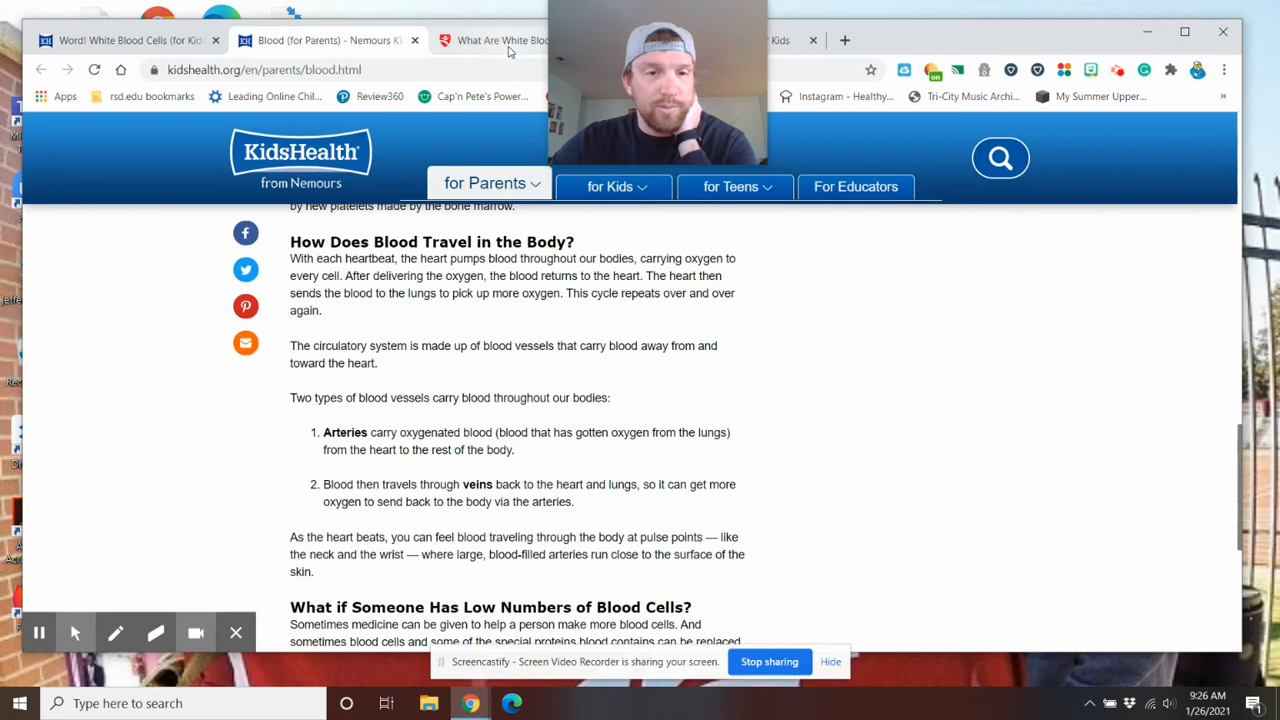 Word! White Blood Cells (for Kids
Blood (for Parents) - Nemours Ki
What Are White Bloo
Kids
kidshealth.org/en/parents/blood.html
on
Apps
rsd.edu bookmarks
Leading Online Chil...
Review360
Cap'n Pete's Power...
Instagram - Healthy...
Tri-City Music Archiv...
My Summer Upper...
»
KidsHealth
from Nemours
for Parents
for Kids
for Teens
For Educators
by new platelets made by the bone marrow.
How Does Blood Travel in the Body?
With each heartbeat, the heart pumps blood throughout our bodies, carrying oxygen to
every cell. After delivering the oxygen, the blood returns to the heart. The heart then
sends the blood to the lungs to pick up more oxygen. This cycle repeats over and over
again.
The circulatory system is made up of blood vessels that carry blood away from and
toward the heart.
Two types of blood vessels carry blood throughout our bodies:
1. Arteries carry oxygenated blood (blood that has gotten oxygen from the lungs)
from the heart to the rest of the body.
2. Blood then travels through veins back to the heart and lungs, so it can get more
oxygen to send back to the body via the arteries.
As the heart beats, you can feel blood traveling through the body at pulse points — like
the neck and the wrist — where large, blood-filled arteries run close to the surface of the
skin.
What if Someone Has Low Numbers of Blood Cells?
Sometimes medicine can be given to help a person make more blood cells. And
sometimes blood cells and some of the special proteins blood contains can be replaced
Screencastify - Screen Video Recorder is sharing your screen.
Stop sharing
Hide
Type here to search
9:26 AM
1/26/2021